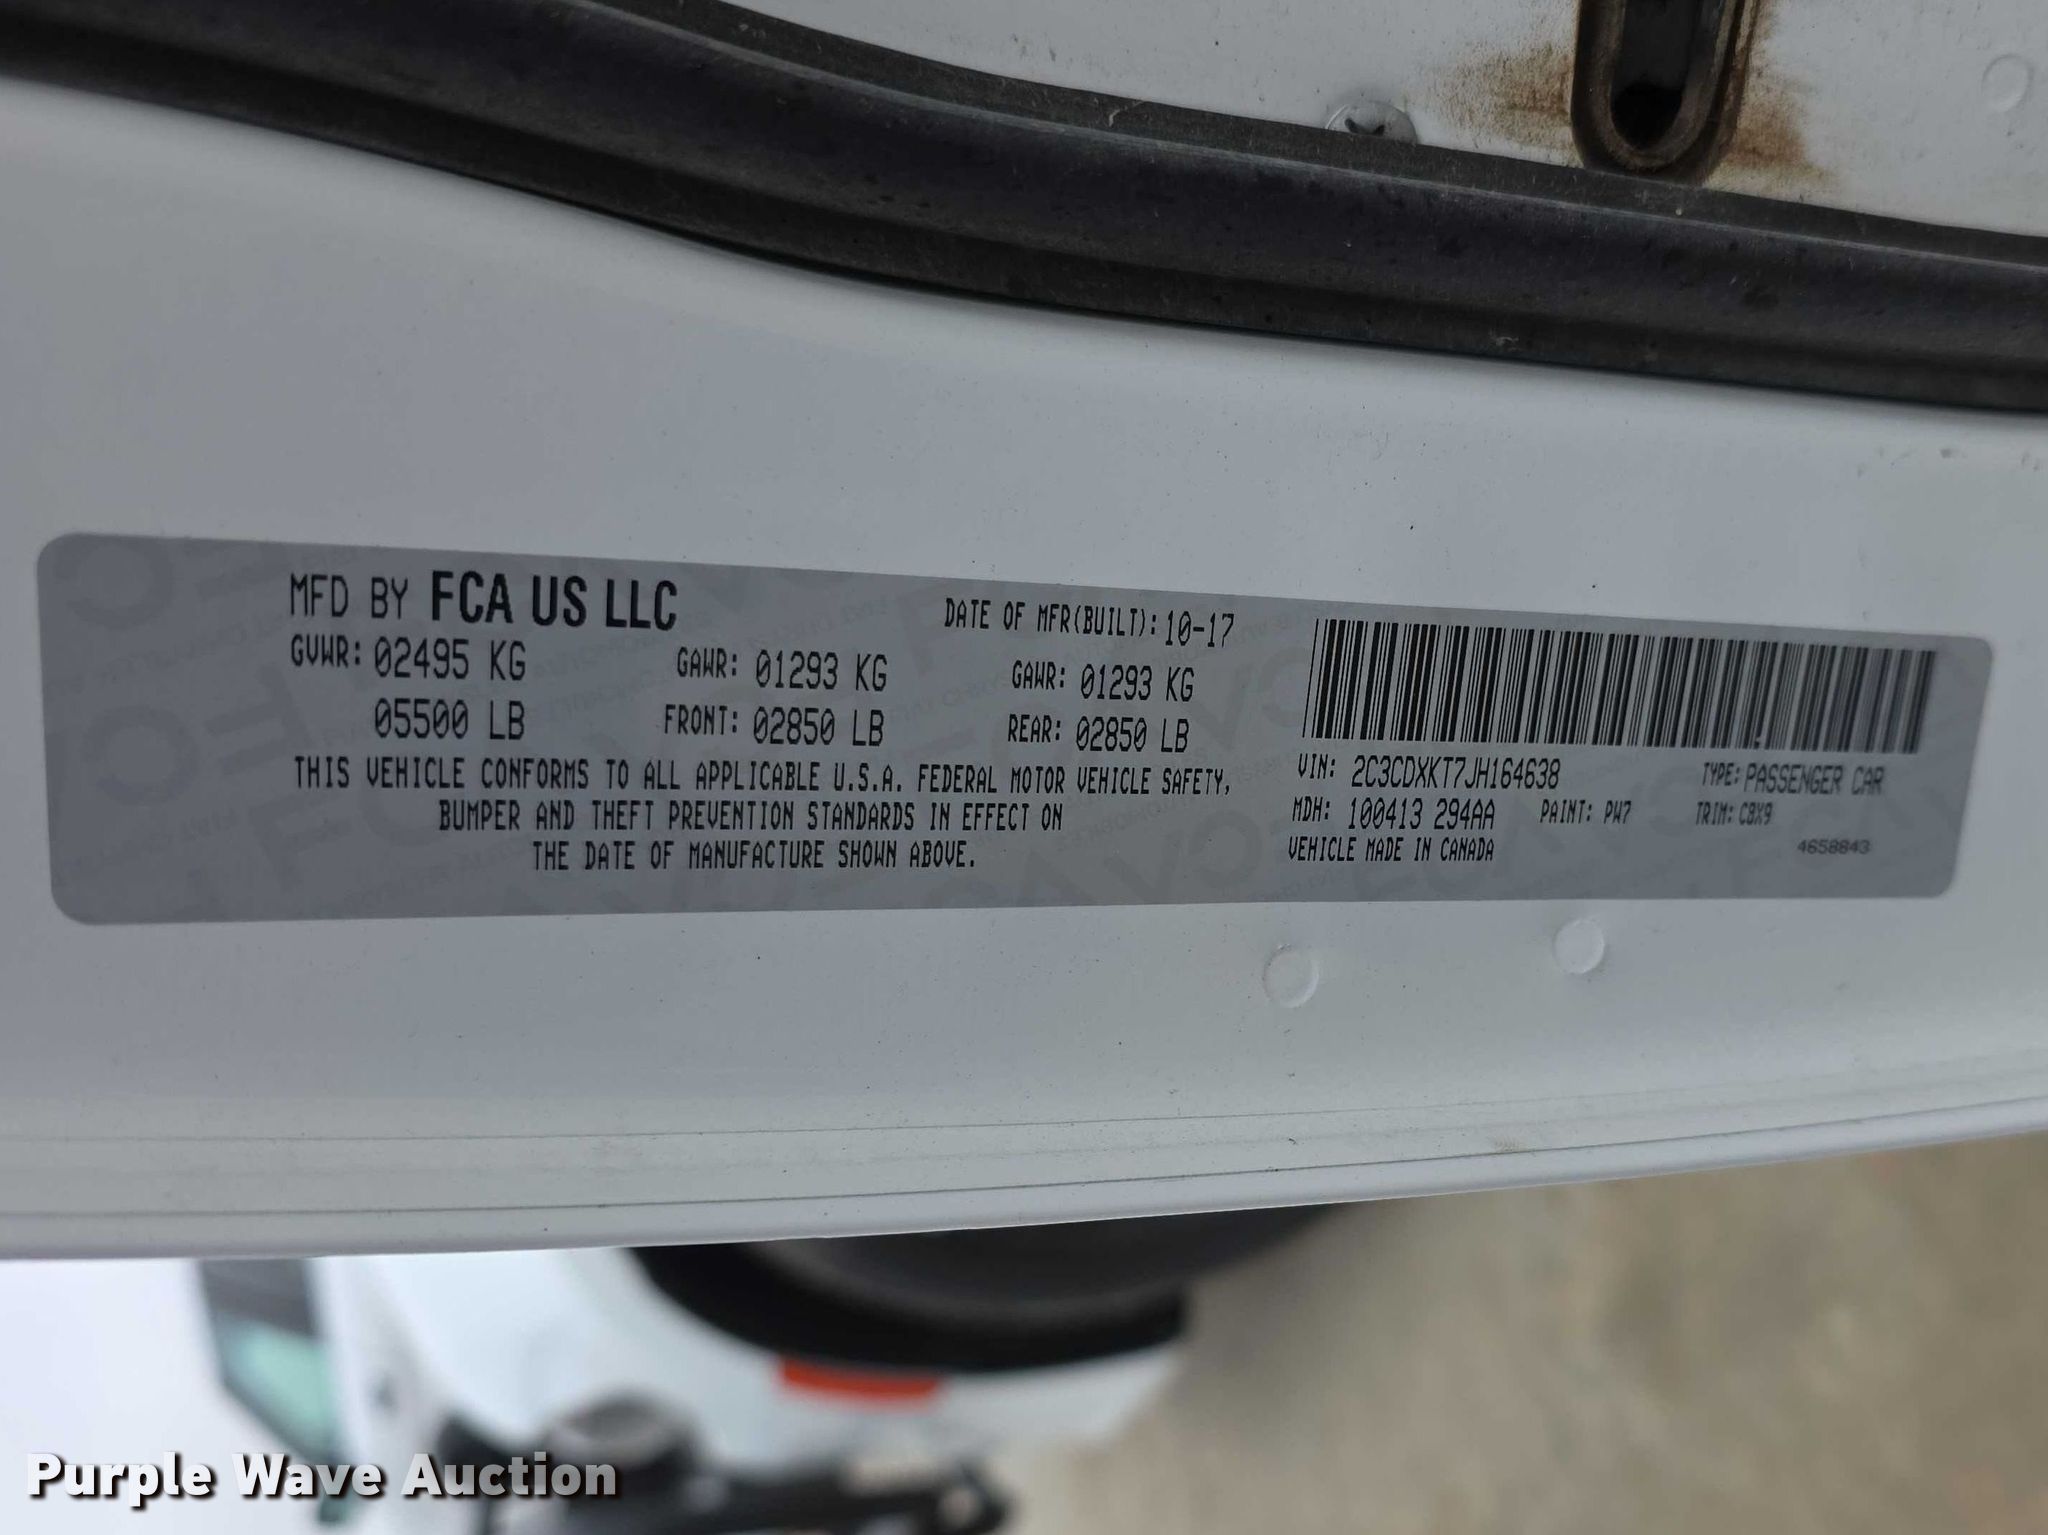 MFD BY FCA US LLC
DATE OF MFR(BUILT): 10-17
GVWR: 02495 KG
GAWR: 01293 KG
GAWR: 01293 KG
05500 LB
FRONT: 02850 LB
REAR: 02850 LB
THIS VEHICLE CONFORMS TO ALL APPLICABLE U.S.A. FEDERAL MOTOR VEHICLE SAFETY,
BUMPER AND THEFT PREVENTION STANDARDS IN EFFECT ON
THE DATE OF MANUFACTURE SHOWN ABOVE.
VIN: 2C3CDXKT7JH164638
TYPE: PASSENGER CAR
MDH: 100413 294AA
PAINT: PW7
TRIM: C8X9
VEHICLE MADE IN CANADA
4658843
Purple Wave Auction